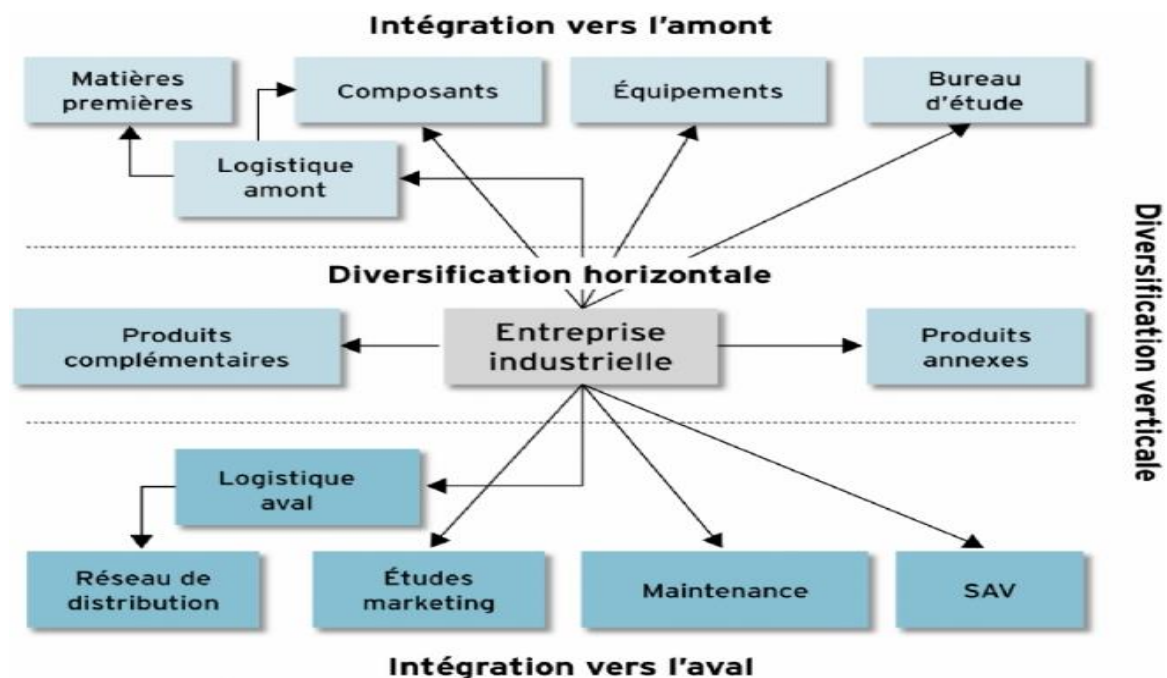 Intégration vers l'amont
Matières
premières
Composants
Équipements
Bureau
d'étude
Logistique
amont
Diversification horizontale
Produits
complémentaires
Entreprise
industrielle
Produits
annexes
Diversification verticale
Logistique
aval
Réseau de
distribution
Études
marketing
Maintenance
SAV
Intégration vers l'aval